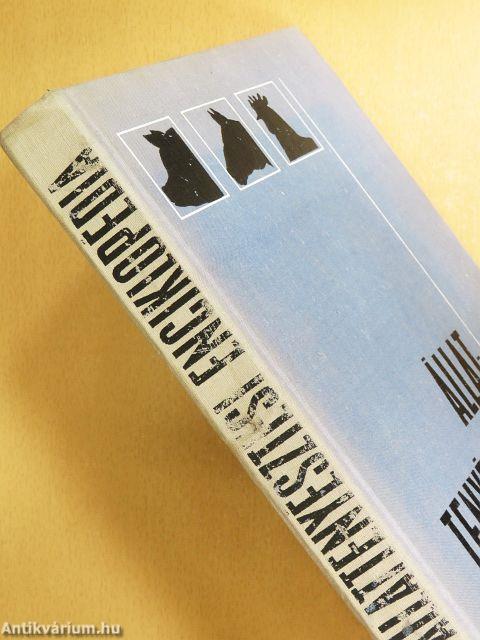 ÁLLATTENYÉSZTÉSI ENCIKLOPÉDIA
ÁLLAT-
TENYÉ
Antikvárium.hu